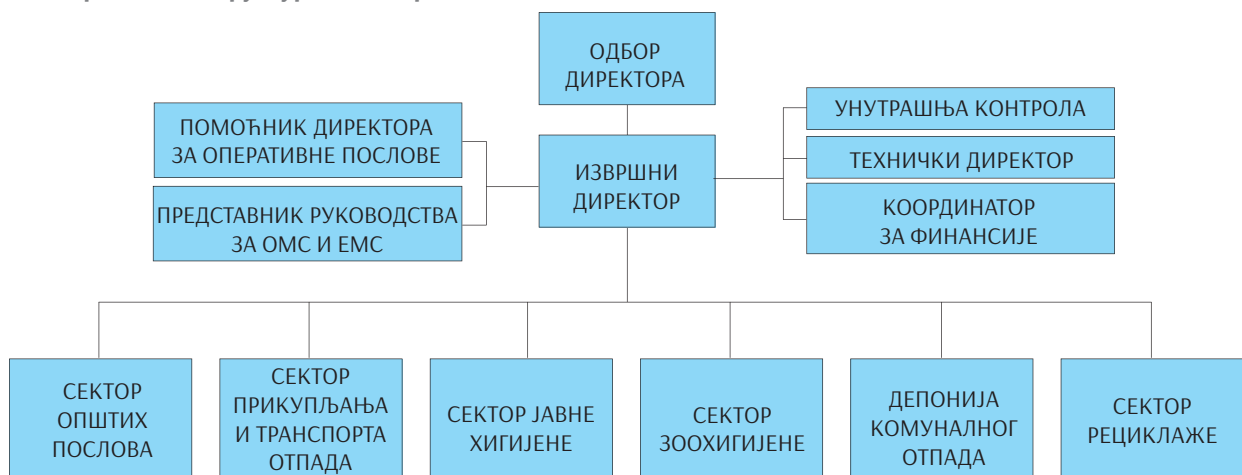 ОДБОР
ДИРЕКТОРА
ПОМОЋНИК ДИРЕКТОРА
ЗА ОПЕРАТИВНЕ ПОСЛОВЕ
ПРЕДСТАВНИК РУКОВОДСТВА
ЗА ОМС И ЕМС
ИЗВРШНИ
ДИРЕКТОР
УНУТРАШЊА КОНТРОЛА
ТЕХНИЧКИ ДИРЕКТОР
КООРДИНАТОР
ЗА ФИНАНСИЈЕ
СЕКТОР
ОПШТИХ
ПОСЛОВА
СЕКТОР
ПРИКУПЉАЊА
И ТРАНСПОРТА
ОТПАДА
СЕКТОР ЈАВНЕ
ХИГИЈЕНЕ
СЕКТОР
ЗООХИГИЈЕНЕ
ДЕПОНИЈА
КОМУНАЛНОГ
ОТПАДА
СЕКТОР
РЕЦИКЛАЖЕ